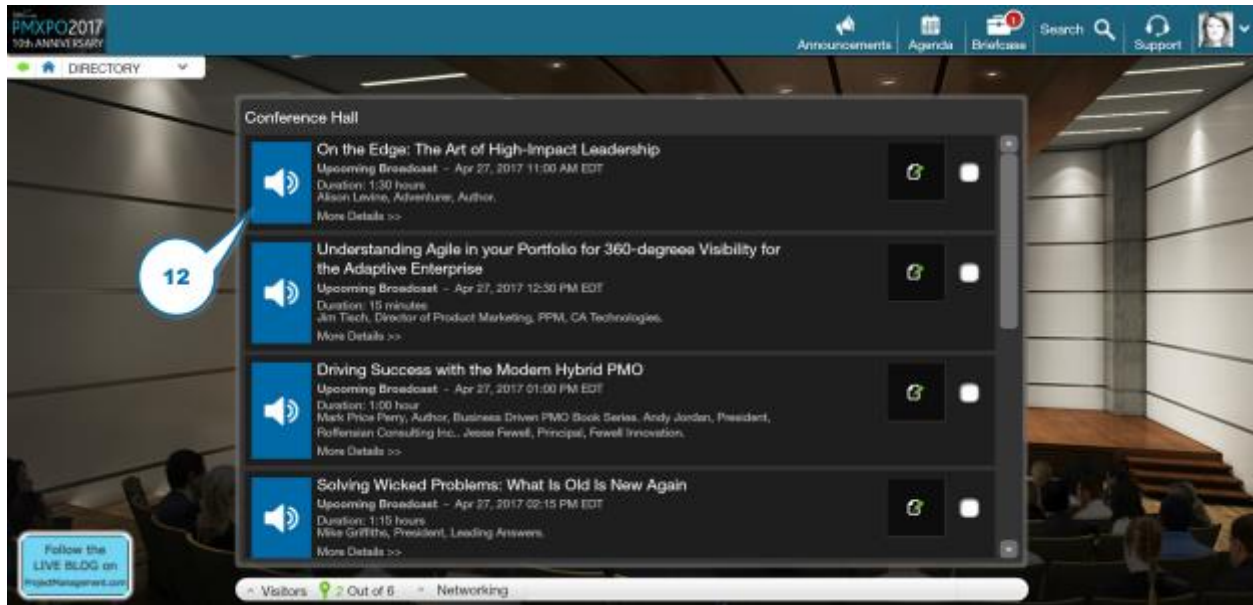 PMXPO2017
10th ANNIVERSARY
Announcements
Agenda
Briefcase
1
Search
Support
DIRECTORY
Conference Hall
On the Edge: The Art of High-Impact Leadership
Upcoming Broadcast - Apr 27, 2017 11:00 AM EDT
Duration: 1:30 hours
Alison Levine, Adventurer, Author.
More Details >>
12
Understanding Agile in your Portfolio for 360-degreee Visibility for
the Adaptive Enterprise
Upcoming Broadcast - Apr 27, 2017 12:30 PM EDT
Duration: 15 minutes
Jim Tisch, Director of Product Marketing, PPM, CA Technologies.
More Details >>
Driving Success with the Modern Hybrid PMO
Upcoming Broadcast - Apr 27, 2017 01:00 PM EDT
Duration: 1:00 hour
Mark Price Perry, Author, Business Driven PMO Book Series. Andy Jordan, President,
Roffensian Consulting Inc.. Jesse Fewell, Principal, Fewell Innovation.
More Details >>
Solving Wicked Problems: What Is Old Is New Again
Upcoming Broadcast - Apr 27, 2017 02:15 PM EDT
Duration: 1:15 hours
Mike Griffiths, President, Leading Answers.
More Details >>
Follow the
LIVE BLOG on
ProjectManagement.com
Visitors 2 Out of 6 Networking